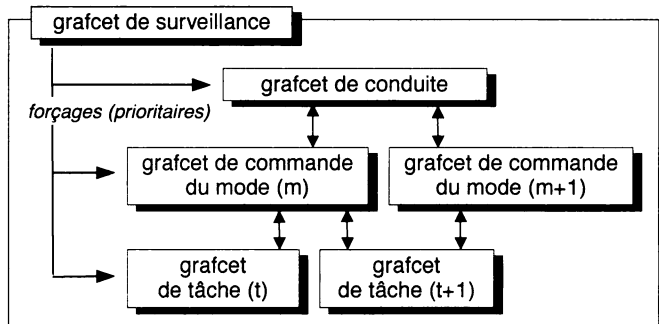 grafcet de surveillance
grafcet de conduite
forçages (prioritaires)
grafcet de commande
du mode (m)
grafcet de commande
du mode (m+1)
grafcet
de tâche (t)
grafcet
de tâche (t+1)